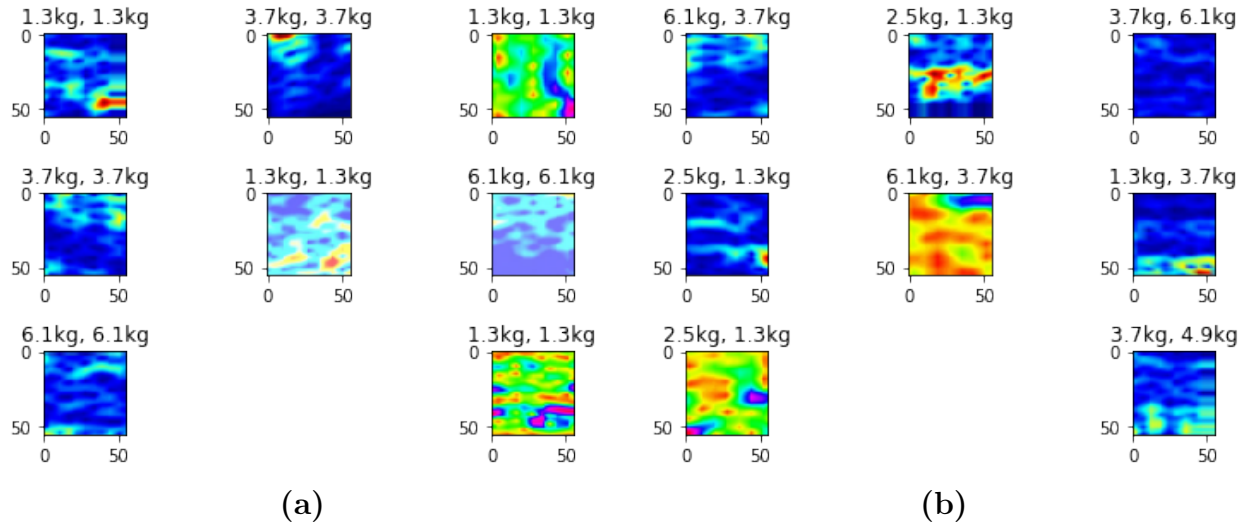 1.3kg, 1.3kg 3.7kg, 3.7kg 1.3kg, 1.3kg 6.1kg, 3.7kg 2.5kg, 1.3kg 3.7kg, 6.1kg
0 0 0 0 0 0
50 50 50 50 50 50
0 50 0 50 0 50 0 50 0 50 0 50
3.7kg, 3.7kg 1.3kg, 1.3kg 6.1kg, 6.1kg 2.5kg, 1.3kg 6.1kg, 3.7kg 1.3kg, 3.7kg
0 0 0 0 0 0
50 50 50 50 50 50
0 50 0 50 0 50 0 50 0 50 0 50
6.1kg, 6.1kg 1.3kg, 1.3kg 2.5kg, 1.3kg 3.7kg, 4.9kg
0 0 0 0
50 50 50 50
0 50 0 50 0 50 0 50
(a) (b)